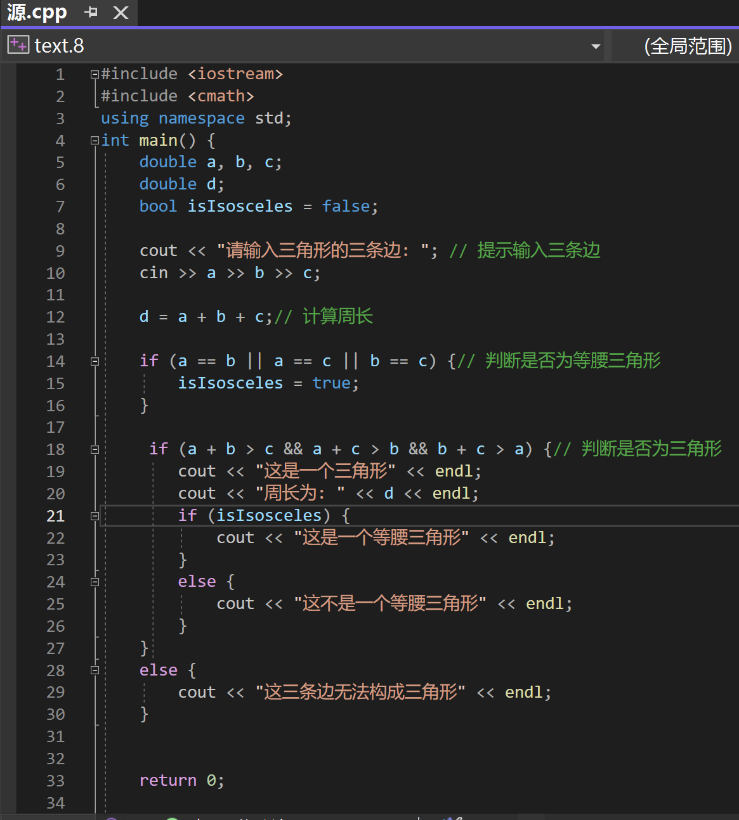 源.cpp
text.8 (全局范围)
1 #include <iostream>
2 #include <cmath>
3 using namespace std;
4 int main() {
5 double a, b, c;
6 double d;
7 bool isIsosceles = false;
8
9 cout << "请输入三角形的三条边: "; // 提示输入三条边
10 cin >> a >> b >> c;
11
12 d = a + b + c;// 计算周长
13
14 if (a == b || a == c || b == c) {// 判断是否为等腰三角形
15 isIsosceles = true;
16 }
17
18 if (a + b > c && a + c > b && b + c > a) {// 判断是否为三角形
19 cout << "这是一个三角形" << endl;
20 cout << "周长为: " << d << endl;
21 if (isIsosceles) {
22 cout << "这是一个等腰三角形" << endl;
23 }
24 else {
25 cout << "这不是一个等腰三角形" << endl;
26 }
27 }
28 else {
29 cout << "这三条边无法构成三角形" << endl;
30 }
31
32
33 return 0;
34